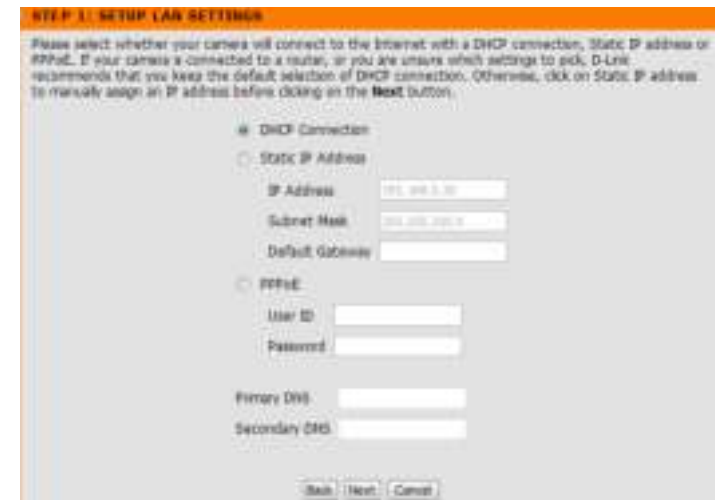 STEP 1: SETUP LAN SETTINGS
Please select whether your camera will connect to the Internet with a DHCP connection, Static IP address or
PPPoE. If your camera is connected to a router, or you are unsure which settings to pick, D-Link
recommends that you keep the default selection of DHCP connection. Otherwise, click on Static IP address
to manually assign an IP address before clicking on the Next button.
DHCP Connection
Static IP Address
IP Address
Subnet Mask
Default Gateway
PPPoE
User ID
Password
Primary DNS
Secondary DNS
Back Next Cancel